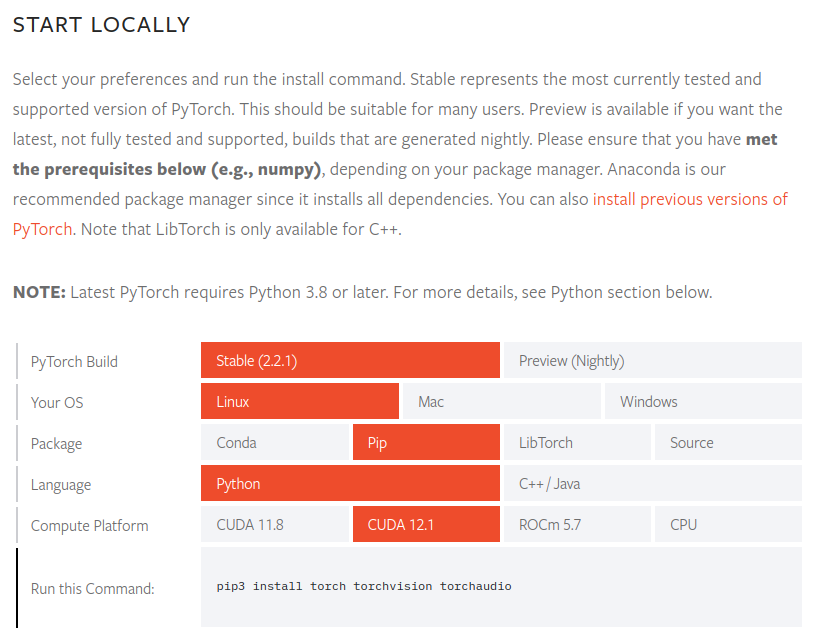 START LOCALLY
Select your preferences and run the install command. Stable represents the most currently tested and
supported version of PyTorch. This should be suitable for many users. Preview is available if you want the
latest, not fully tested and supported, builds that are generated nightly. Please ensure that you have met
the prerequisites below (e.g., numpy), depending on your package manager. Anaconda is our
recommended package manager since it installs all dependencies. You can also install previous versions of
PyTorch. Note that LibTorch is only available for C++.
NOTE: Latest PyTorch requires Python 3.8 or later. For more details, see Python section below.
PyTorch Build Stable (2.2.1) Preview (Nightly)
Your OS Linux Mac Windows
Package Conda Pip LibTorch Source
Language Python C++ / Java
Compute Platform CUDA 11.8 CUDA 12.1 ROCm 5.7 CPU
Run this Command: pip3 install torch torchvision torchaudio